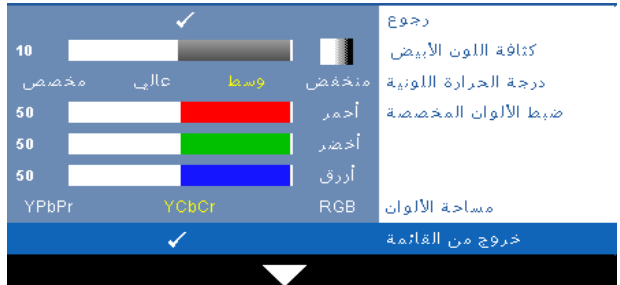 رجوع
كثافة اللون الأبيض 10
درجة الحرارة اللونية منخفض وسط عالي مخصص
ضبط الألوان المخصصة أحمر 50
أخضر 50
أزرق 50
مساحة الألوان RGB YCbCr YPbPr
خروج من القائمة